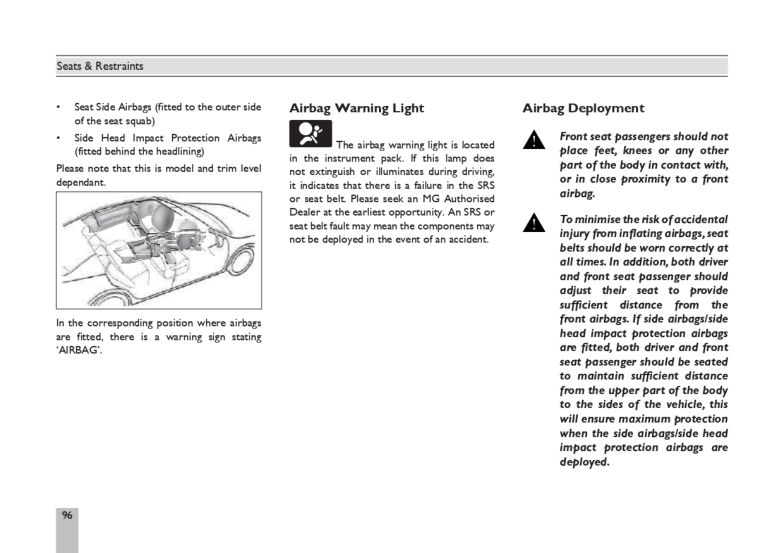 Seats & Restraints
• Seat Side Airbags (fitted to the outer side
of the seat squab)
• Side Head Impact Protection Airbags
(fitted behind the headlining)
Please note that this is model and trim level
dependant.
In the corresponding position where airbags
are fitted, there is a warning sign stating
‘AIRBAG’.
Airbag Warning Light
The airbag warning light is located
in the instrument pack. If this lamp does
not extinguish or illuminates during driving,
it indicates that there is a failure in the SRS
or seat belt. Please seek an MG Authorised
Dealer at the earliest opportunity. An SRS or
seat belt fault may mean the components may
not be deployed in the event of an accident.
Airbag Deployment
Front seat passengers should not
place feet, knees or any other
part of the body in contact with,
or in close proximity to a front
airbag.
To minimise the risk of accidental
injury from inflating airbags, seat
belts should be worn correctly at
all times. In addition, both driver
and front seat passenger should
adjust their seat to provide
sufficient distance from the
front airbags. If side airbags/side
head impact protection airbags
are fitted, both driver and front
seat passenger should be seated
to maintain sufficient distance
from the upper part of the body
to the sides of the vehicle, this
will ensure maximum protection
when the side airbags/side head
impact protection airbags are
deployed.
96